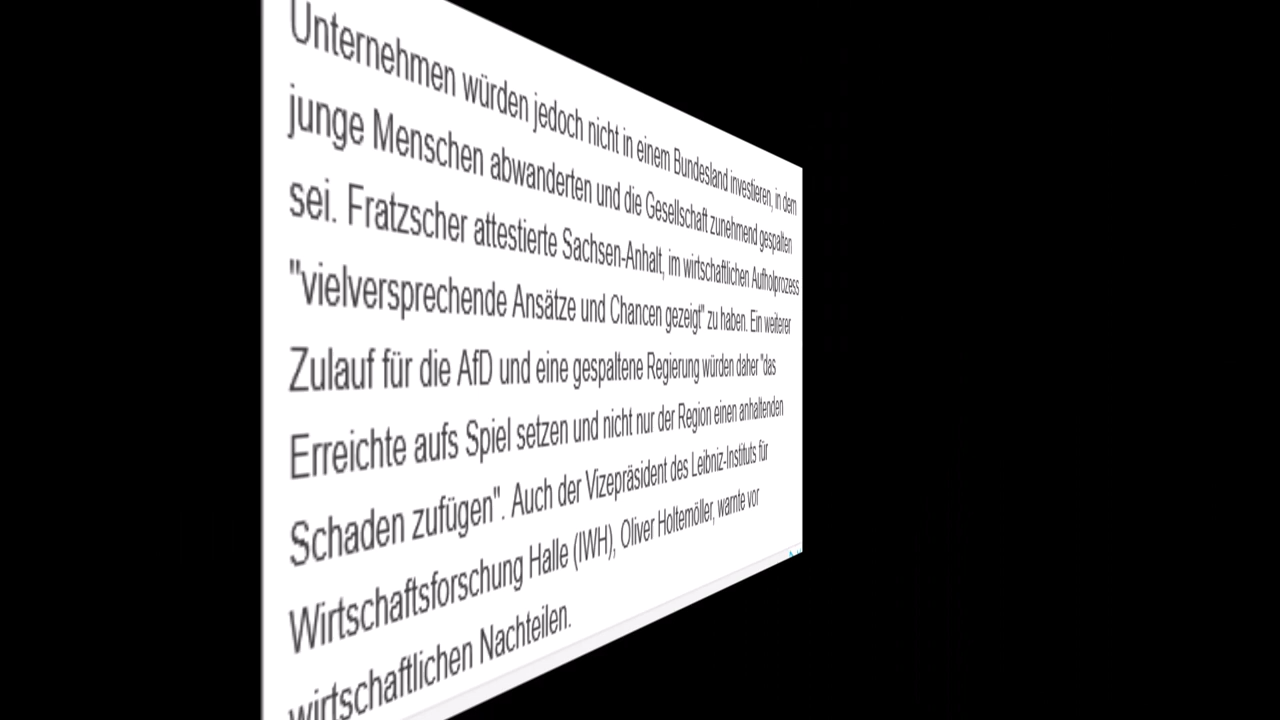 Unternehmen würden jedoch nicht in einem Bundesland investieren, in dem
junge Menschen abwanderten und die Gesellschaft zunehmend gespalten
sei. Fratzscher attestierte Sachsen-Anhalt, im wirtschaftlichen Aufholprozess
"vielversprechende Ansätze und Chancen gezeigt" zu haben. Ein weiterer
Zulauf für die AfD und eine gespaltene Regierung würden daher "das
Erreichte aufs Spiel setzen und nicht nur der Region einen anhaltenden
Schaden zufügen". Auch der Vizepräsident des Leibniz-Instituts für
Wirtschaftsforschung Halle (IWH), Oliver Holtemöller, warnte vor
wirtschaftlichen Nachteilen.